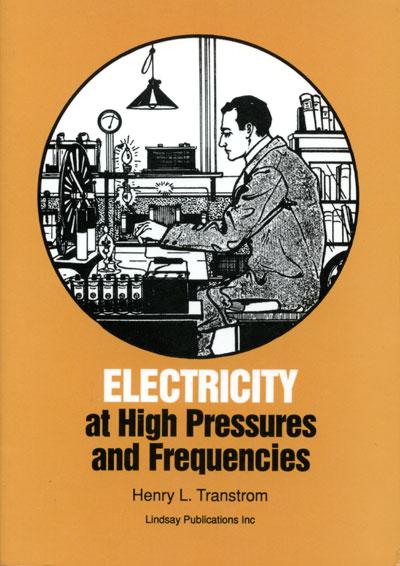 ELECTRICITY
at High Pressures
and Frequencies
Henry L. Transtrom
Lindsay Publications Inc